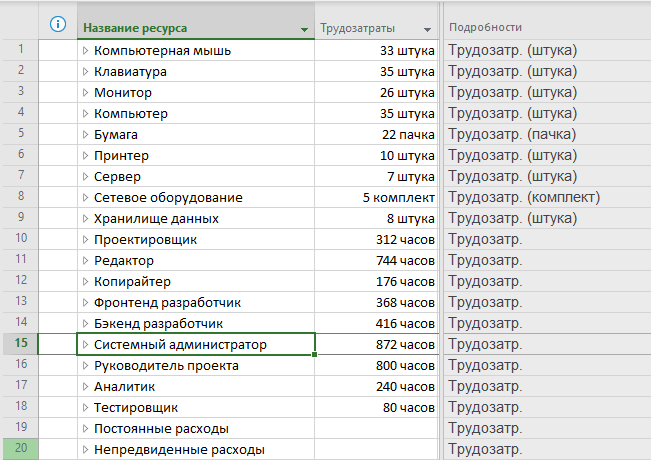 Название ресурса Трудозатраты Подробности
1 Компьютерная мышь 33 штука Трудозатр. (штука)
2 Клавиатура 35 штука Трудозатр. (штука)
3 Монитор 26 штука Трудозатр. (штука)
4 Компьютер 35 штука Трудозатр. (штука)
5 Бумага 22 пачка Трудозатр. (пачка)
6 Принтер 10 штука Трудозатр. (штука)
7 Сервер 7 штука Трудозатр. (штука)
8 Сетевое оборудование 5 комплект Трудозатр. (комплект)
9 Хранилище данных 8 штука Трудозатр. (штука)
10 Проектировщик 312 часов Трудозатр.
11 Редактор 744 часов Трудозатр.
12 Копирайтер 176 часов Трудозатр.
13 Фронтенд разработчик 368 часов Трудозатр.
14 Бэкенд разработчик 416 часов Трудозатр.
15 Системный администратор 872 часов Трудозатр.
16 Руководитель проекта 800 часов Трудозатр.
17 Аналитик 240 часов Трудозатр.
18 Тестировщик 80 часов Трудозатр.
19 Постоянные расходы Трудозатр.
20 Непредвиденные расходы Трудозатр.